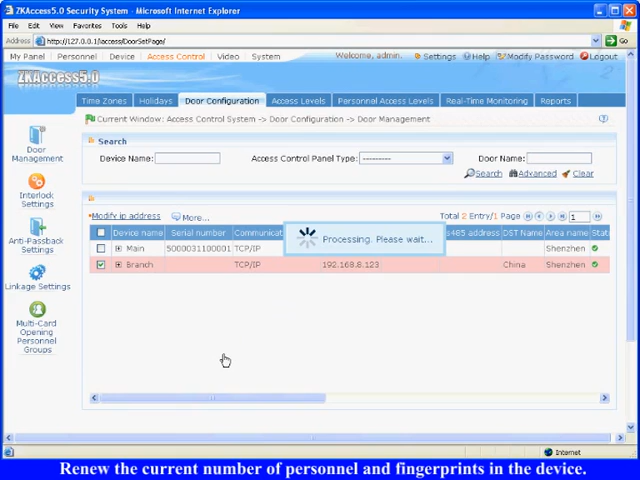 ZKAccess5.0 Security System - Microsoft Internet Explorer
File Edit View Favorites Tools Help
Address http://127.0.0.1/access/DoorSetPage/ Go
My Panel Personnel Device Access Control Video System Welcome, admin. Settings Help Modify Password Logout
ZKAccess5.0
Time Zones Holidays Door Configuration Access Levels Personnel Access Levels Real-Time Monitoring Reports
Current Window: Access Control System -> Door Configuration -> Door Management
Door Management
Interlock Settings
Anti-Passback Settings
Linkage Settings
Multi-Card Opening Personnel Groups
Search
Device Name: Access Control Panel Type: --------- Door Name:
Search Advanced Clear
Modify ip address More... Total 2 Entry/1 Page 1
Device name Serial number Communicat s485 address DST Name Area name Stat
Main 5000031100001 TCP/IP Shenzhen
Branch TCP/IP 192.168.8.123 China Shenzhen
Processing. Please wait...
Internet
Renew the current number of personnel and fingerprints in the device.